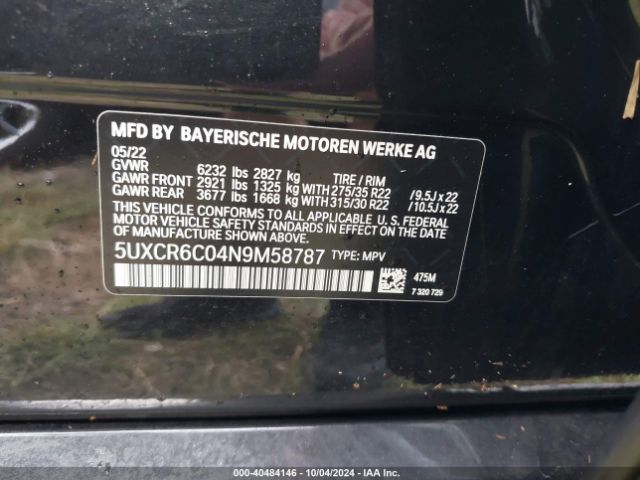 MFD BY BAYERISCHE MOTOREN WERKE AG
05/22
GVWR 6232 lbs 2827 kg TIRE / RIM
GAWR FRONT 2921 lbs 1325 kg WITH 275/35 R22 /9.5J x 22
GAWR REAR 3677 lbs 1668 kg WITH 315/30 R22 /10.5J x 22
THIS VEHICLE CONFORMS TO ALL APPLICABLE U. S. FEDERAL
MOTOR VEHICLE SAFETY STANDARDS IN EFFECT ON THE DATE
OF MANUFACTURE SHOWN ABOVE.
5UXCR6C04N9M58787 TYPE: MPV
475M
7 320 729
000-40484146 - 10/04/2024 - IAA Inc.